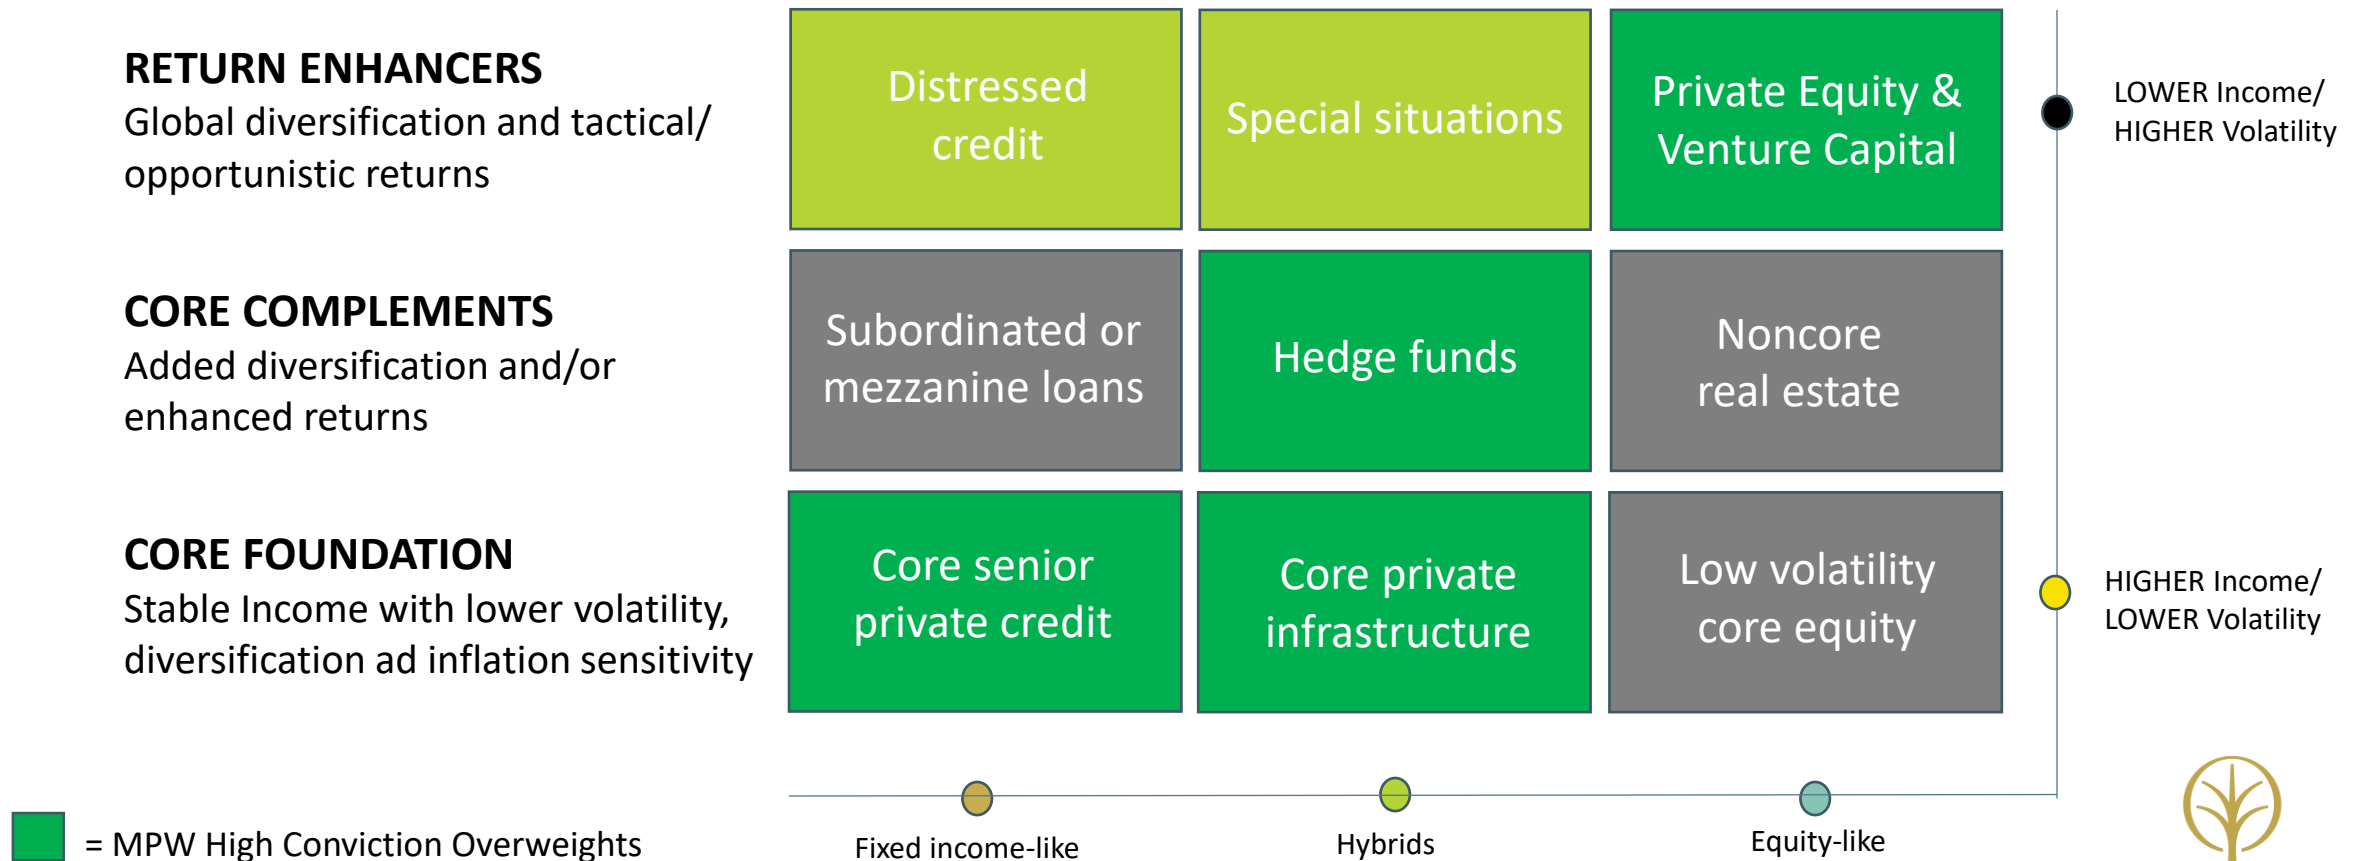 RETURN ENHANCERS
Global diversification and tactical/
opportunistic returns
Distressed
credit
Special situations
Private Equity &
Venture Capital
LOWER Income/
HIGHER Volatility
CORE COMPLEMENTS
Added diversification and/or
enhanced returns
Subordinated or
mezzanine loans
Hedge funds
Noncore
real estate
CORE FOUNDATION
Stable Income with lower volatility,
diversification ad inflation sensitivity
Core senior
private credit
Core private
infrastructure
Low volatility
core equity
HIGHER Income/
LOWER Volatility
= MPW High Conviction Overweights
Fixed income-like
Hybrids
Equity-like